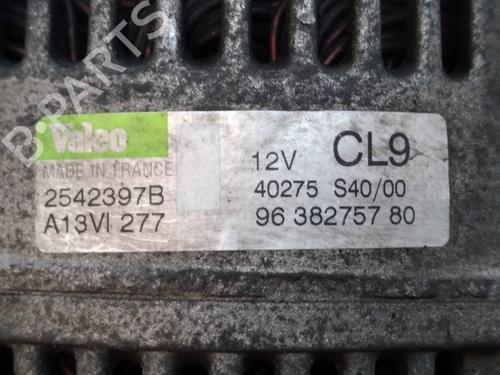 B-PARTS
Valeo
MADE IN FRANCE
2542397B
A13VI 277
12V CL9
40275 S40/00
96 382757 80